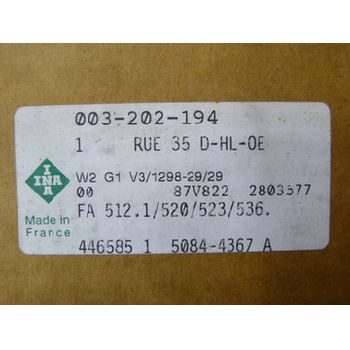 003-202-194
1 RUE 35 D-HL-OE
W2 G1 V3/1298-29/29
00 87V822 2803577
FA 512.1/520/523/536.
446585 1 5084-4367 A
INA
INA
Made in
France